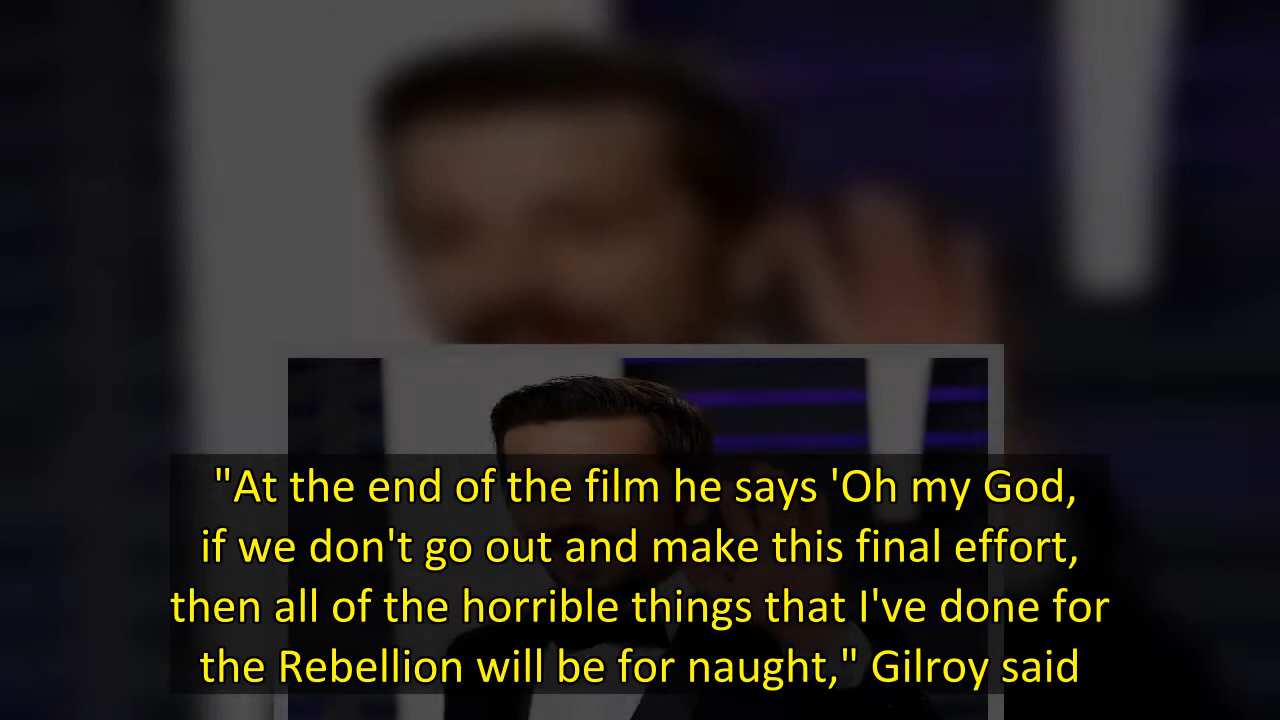 "At the end of the film he says 'Oh my God,
if we don't go out and make this final effort,
then all of the horrible things that I've done for
the Rebellion will be for naught," Gilroy said